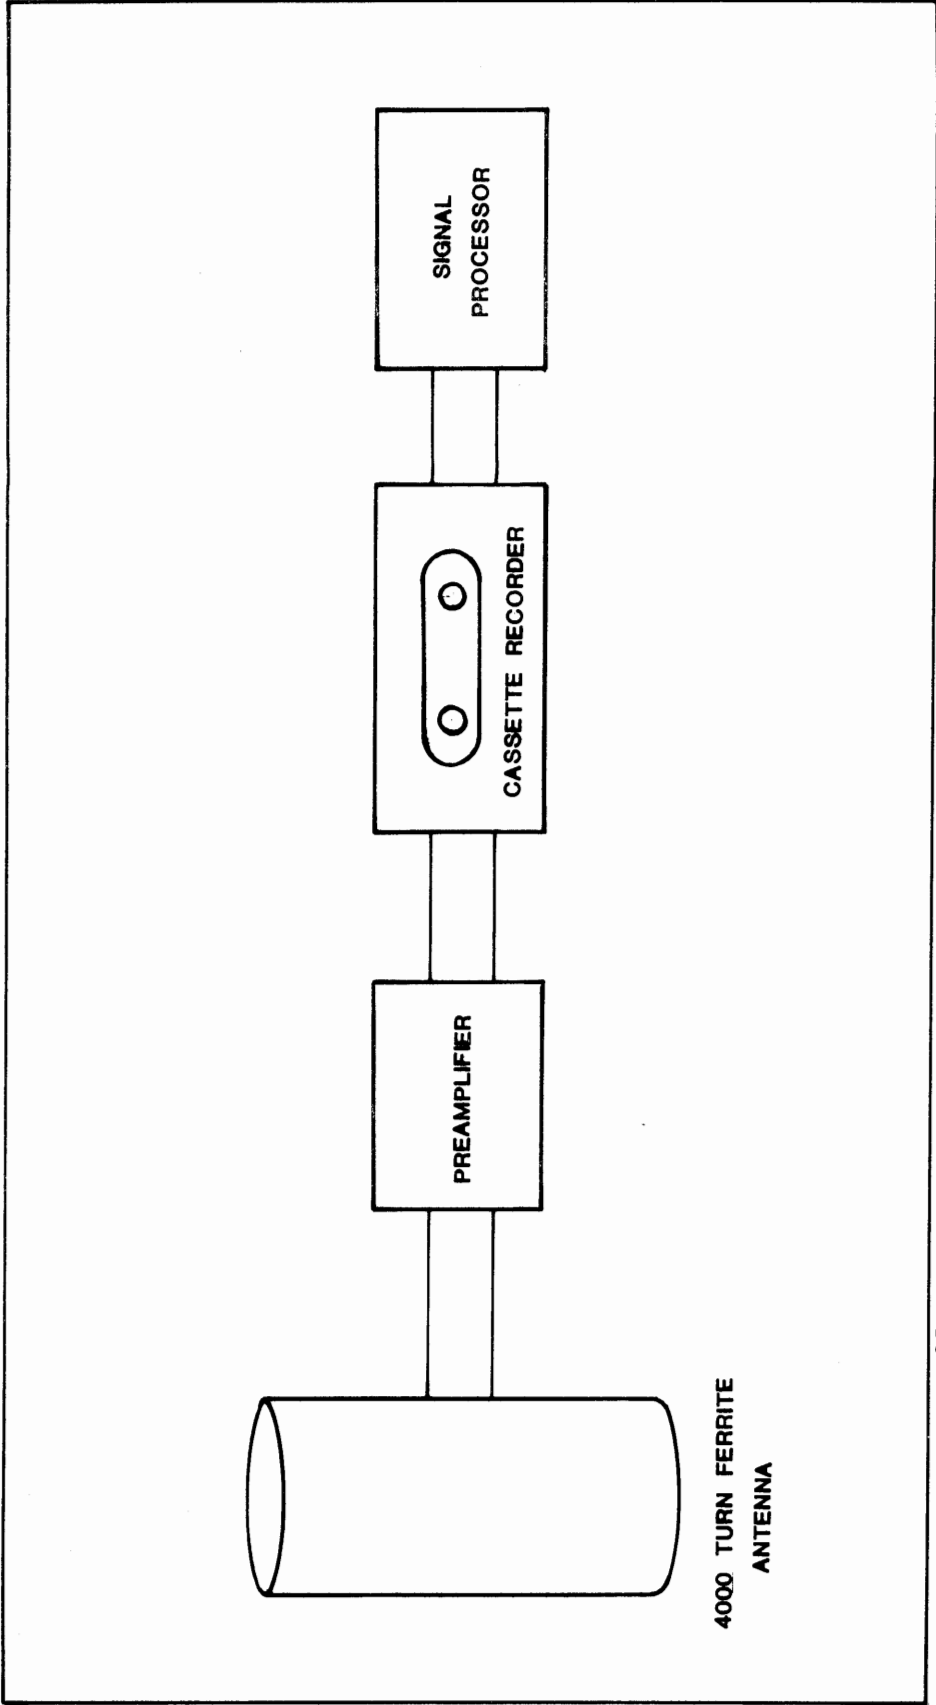 4000 TURN FERRITE
ANTENNA
PREAMPLIFIER
CASSETTE RECORDER
SIGNAL
PROCESSOR